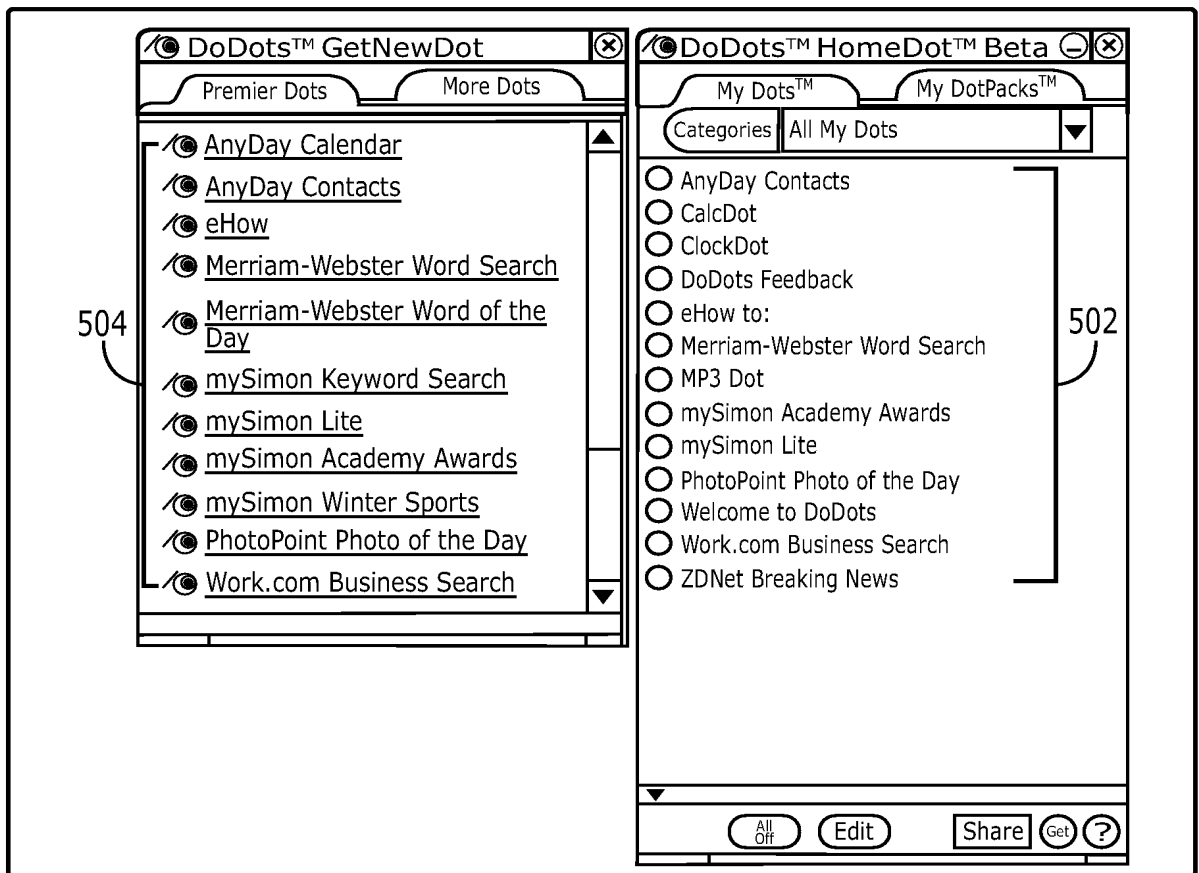 DoDots™ GetNewDot
Premier Dots
More Dots
AnyDay Calendar
AnyDay Contacts
eHow
Merriam-Webster Word Search
Merriam-Webster Word of the
Day
mySimon Keyword Search
mySimon Lite
mySimon Academy Awards
mySimon Winter Sports
PhotoPoint Photo of the Day
Work.com Business Search
504
DoDots™ HomeDot™ Beta
My Dots™
My DotPacks™
Categories
All My Dots
AnyDay Contacts
CalcDot
ClockDot
DoDots Feedback
eHow to:
Merriam-Webster Word Search
MP3 Dot
mySimon Academy Awards
mySimon Lite
PhotoPoint Photo of the Day
Welcome to DoDots
Work.com Business Search
ZDNet Breaking News
502
All
Off
Edit
Share
Get
?